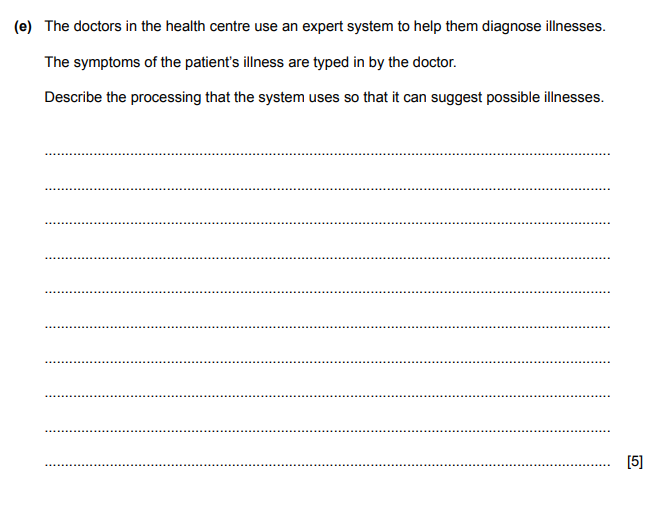 (e) The doctors in the health centre use an expert system to help them diagnose illnesses.
The symptoms of the patient's illness are typed in by the doctor.
Describe the processing that the system uses so that it can suggest possible illnesses.
[5]